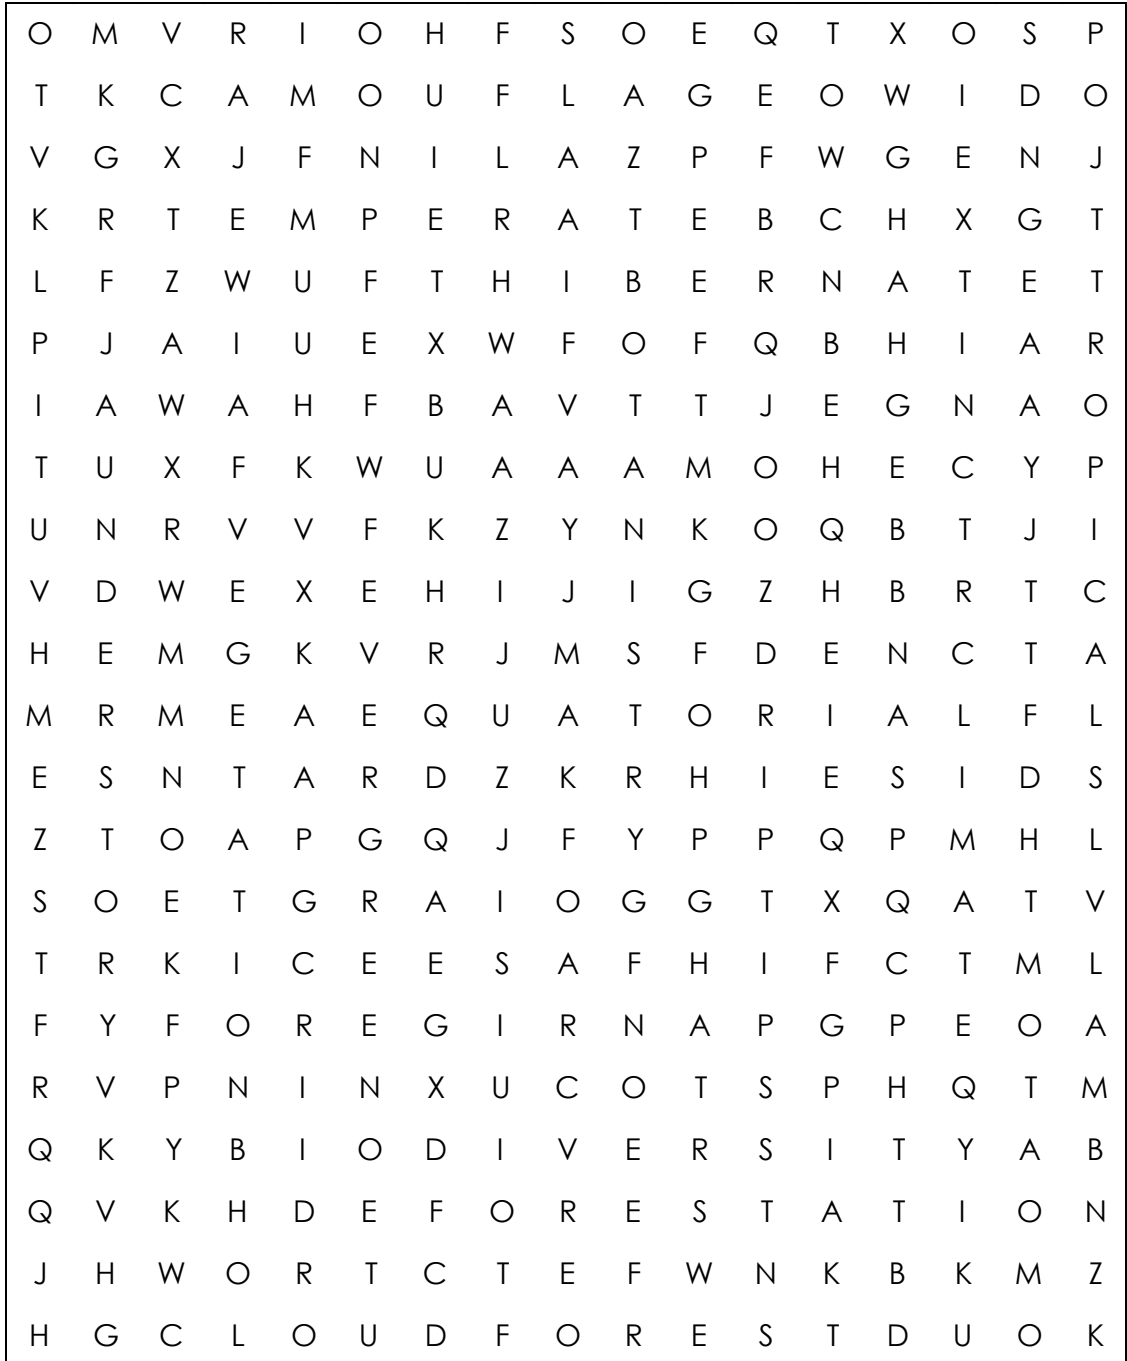 O M V R I O H F S O E Q T X O S P
T K C A M O U F L A G E O W I D O
V G X J F N I L A Z P F W G E N J
K R T E M P E R A T E B C H X G T
L F Z W U F T H I B E R N A T E T
P J A I U E X W F O F Q B H I A R
I A W A H F B A V T T J E G N A O
T U X F K W U A A A M O H E C Y P
U N R V V F K Z Y N K O Q B T J I
V D W E X E H I J I G Z H B R T C
H E M G K V R J M S F D E N C T A
M R M E A E Q U A T O R I A L F L
E S N T A R D Z K R H I E S I D S
Z T O A P G Q J F Y P P Q P M H L
S O E T G R A I O G G T X Q A T V
T R K I C E E S A F H I F C T M L
F Y F O R E G I R N A P G P E O A
R V P N I N X U C O T S P H Q T M
Q K Y B I O D I V E R S I T Y A B
Q V K H D E F O R E S T A T I O N
J H W O R T C T E F W N K B K M Z
H G C L O U D F O R E S T D U O K